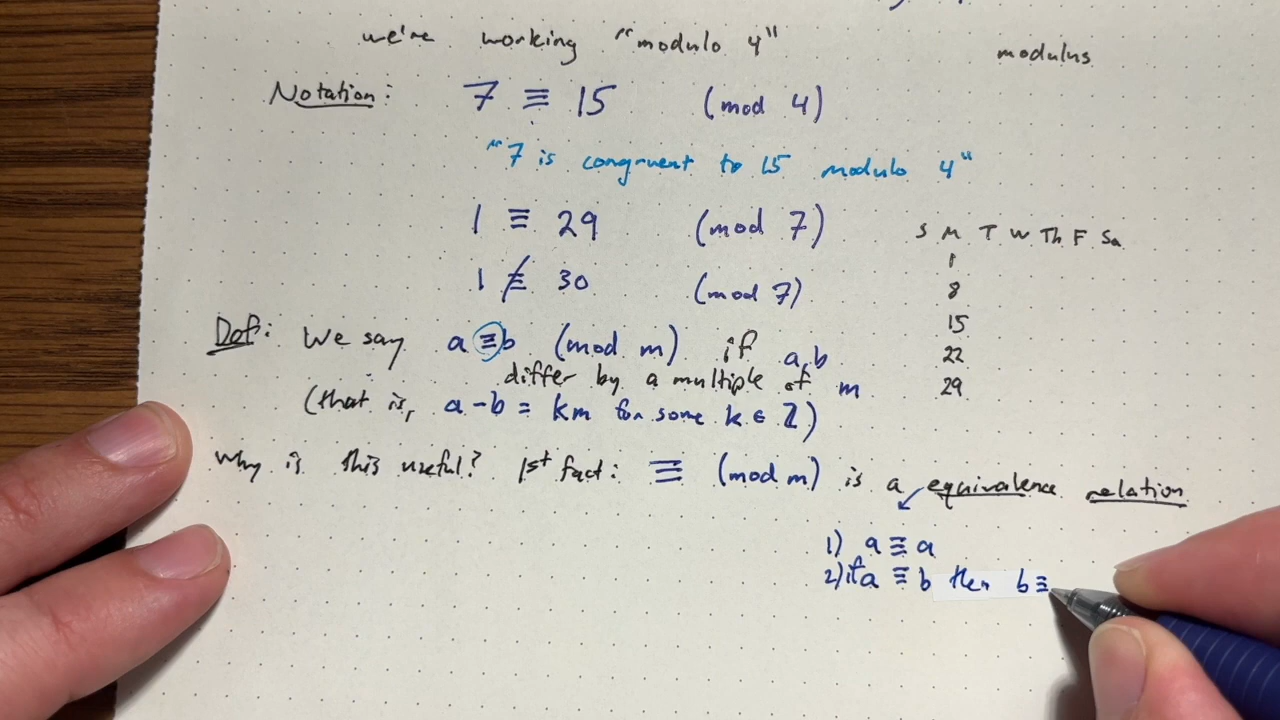 we're working "modulo 4"
modulus
Notation: 7 ≡ 15 (mod 4)
"7 is congruent to 15 modulo 4"
1 ≡ 29 (mod 7)
S M T W Th F Sa
1
1 ≢ 30 (mod 7)
8
15
22
29
Def: We say a ≡ b (mod m) if a,b
differ by a multiple of m
(that is, a - b = km for some k ∈ ℤ)
Why is this useful? 1st fact: ≡ (mod m) is a equivalence relation
1) a ≡ a
2) if a ≡ b then b ≡